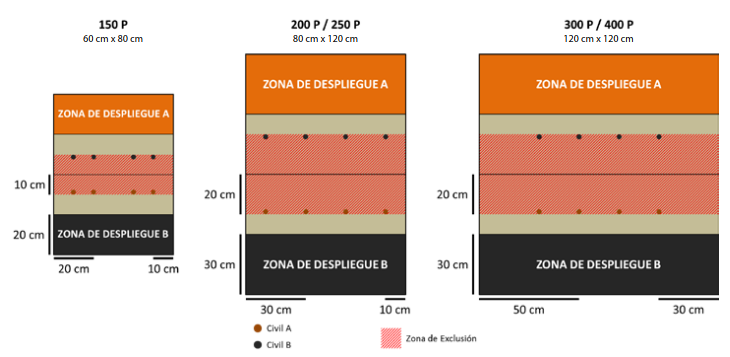 150 P
60 cm x 80 cm
ZONA DE DESPLIEGUE A
10 cm
20 cm
ZONA DE DESPLIEGUE B
20 cm
10 cm
200 P / 250 P
80 cm x 120 cm
ZONA DE DESPLIEGUE A
20 cm
30 cm
ZONA DE DESPLIEGUE B
30 cm
10 cm
300 P / 400 P
120 cm x 120 cm
ZONA DE DESPLIEGUE A
20 cm
30 cm
ZONA DE DESPLIEGUE B
50 cm
30 cm
Civil A
Civil B
Zona de Exclusión